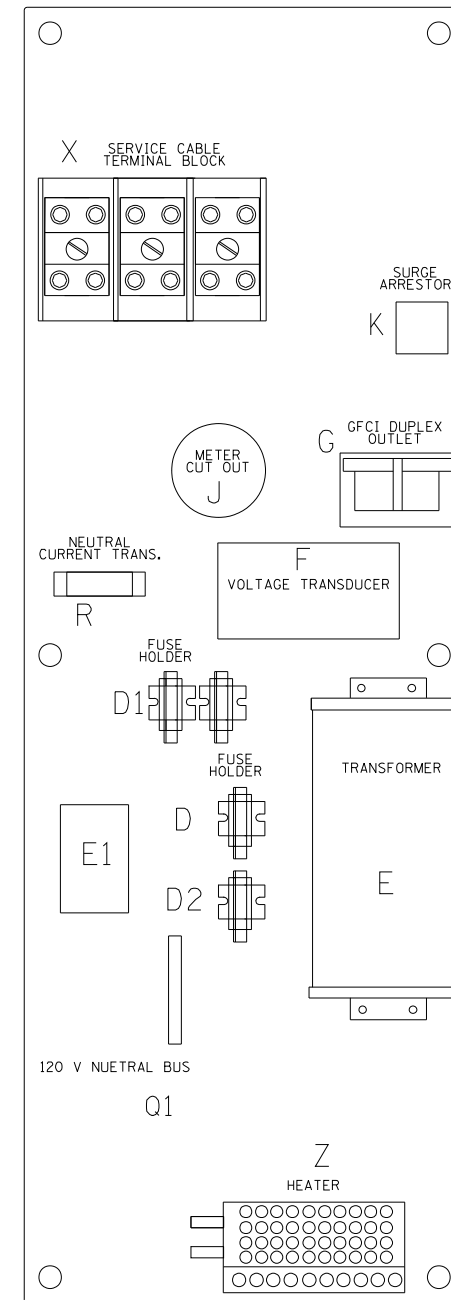 X
SERVICE CABLE
TERMINAL BLOCK
SURGE
ARRESTOR
K
G
GFCI DUPLEX
OUTLET
METER
CUT OUT
J
NEUTRAL
CURRENT TRANS.
R
F
VOLTAGE TRANSDUCER
FUSE
HOLDER
D1
FUSE
HOLDER
TRANSFORMER
D
E1
E
D2
120 V NUETRAL BUS
Q1
Z
HEATER